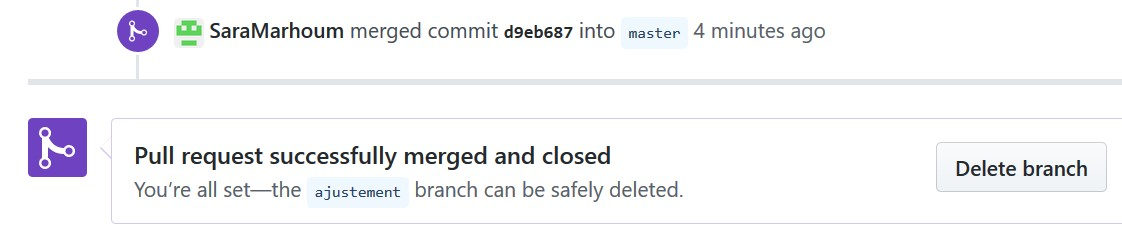 SaraMarhoum merged commit d9eb687 into master 4 minutes ago
Pull request successfully merged and closed
You’re all set—the ajustement branch can be safely deleted.
Delete branch